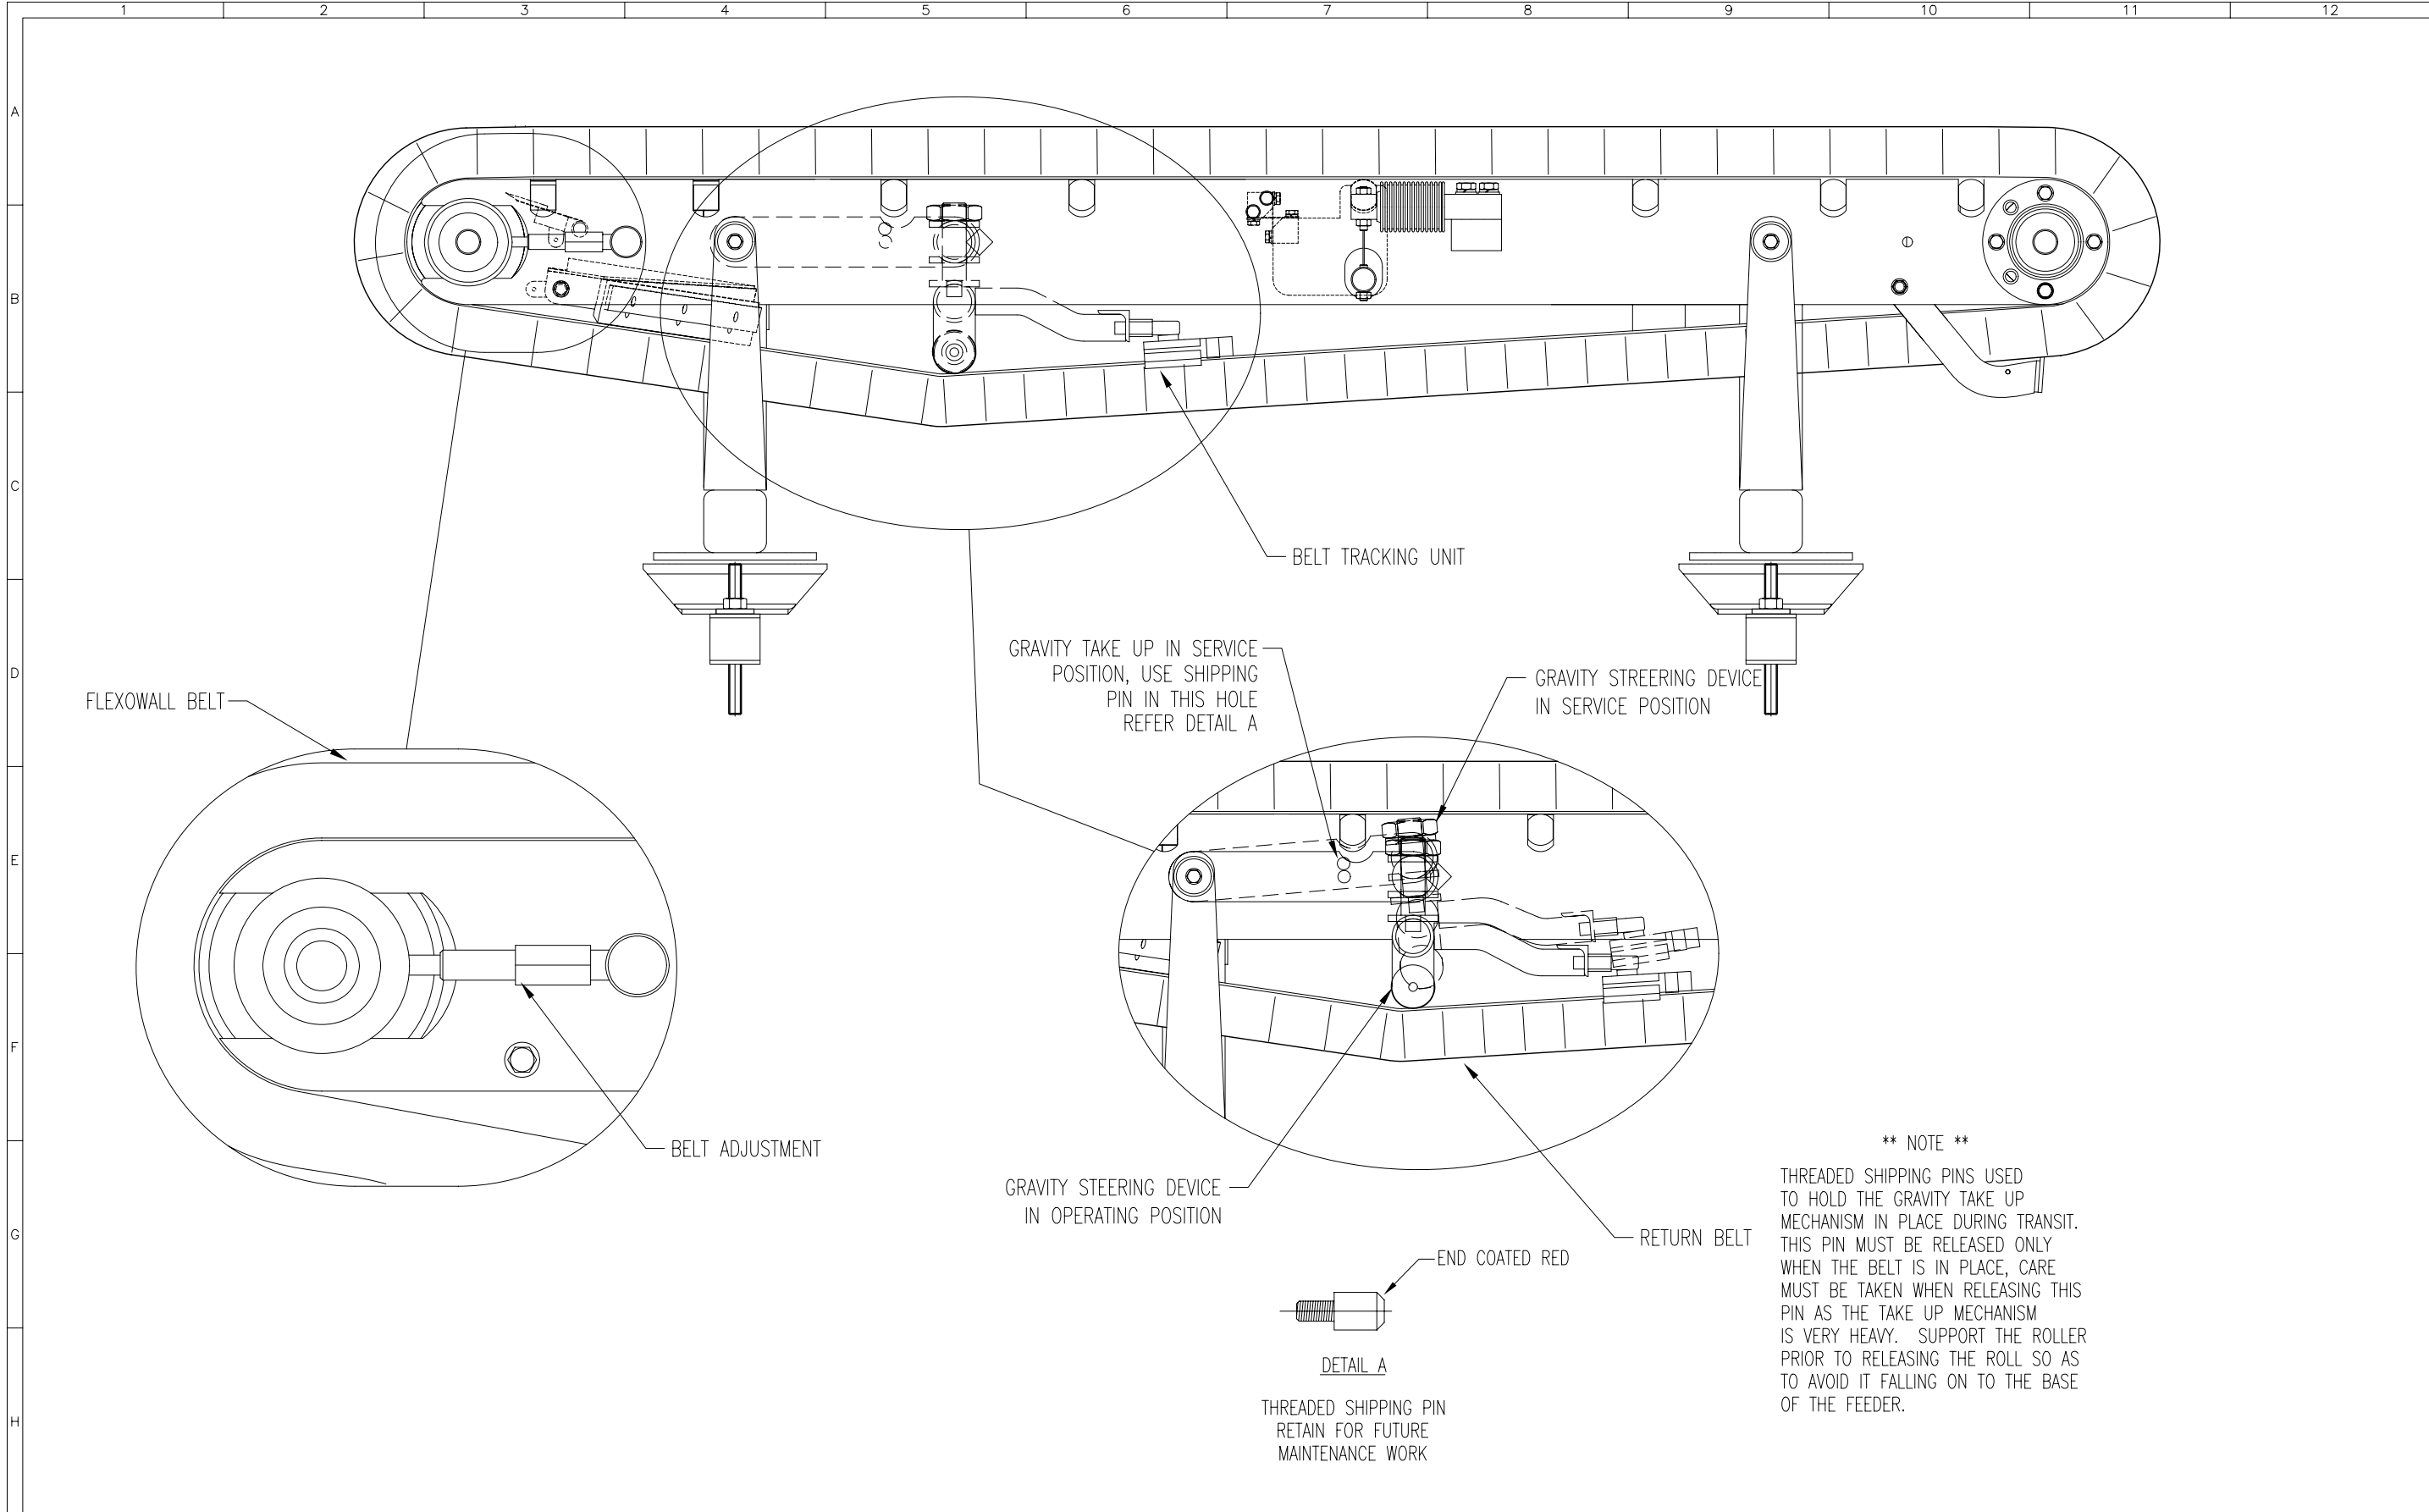 1 2 3 4 5 6 7 8 9 10 11 12
A
B
C
D
E
F
G
H
BELT TRACKING UNIT
GRAVITY TAKE UP IN SERVICE
POSITION, USE SHIPPING
PIN IN THIS HOLE
REFER DETAIL A
GRAVITY STREERING DEVICE
IN SERVICE POSITION
FLEXOWALL BELT
BELT ADJUSTMENT
GRAVITY STEERING DEVICE
IN OPERATING POSITION
RETURN BELT
END COATED RED
DETAIL A
THREADED SHIPPING PIN
RETAIN FOR FUTURE
MAINTENANCE WORK
** NOTE **
THREADED SHIPPING PINS USED
TO HOLD THE GRAVITY TAKE UP
MECHANISM IN PLACE DURING TRANSIT.
THIS PIN MUST BE RELEASED ONLY
WHEN THE BELT IS IN PLACE, CARE
MUST BE TAKEN WHEN RELEASING THIS
PIN AS THE TAKE UP MECHANISM
IS VERY HEAVY. SUPPORT THE ROLLER
PRIOR TO RELEASING THE ROLL SO AS
TO AVOID IT FALLING ON TO THE BASE
OF THE FEEDER.